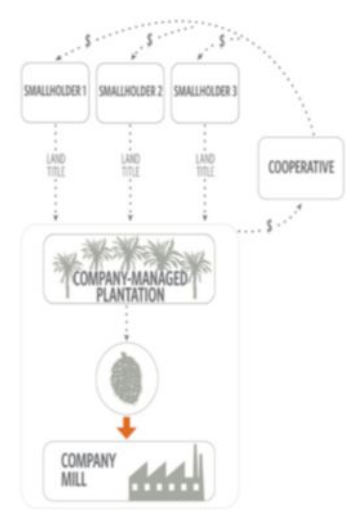 $ $ $
SMALLHOLDER 1 SMALLHOLDER 2 SMALLHOLDER 3
LAND TITLE LAND TITLE LAND TITLE
COOPERATIVE
$
COMPANY-MANAGED
PLANTATION
COMPANY
MILL